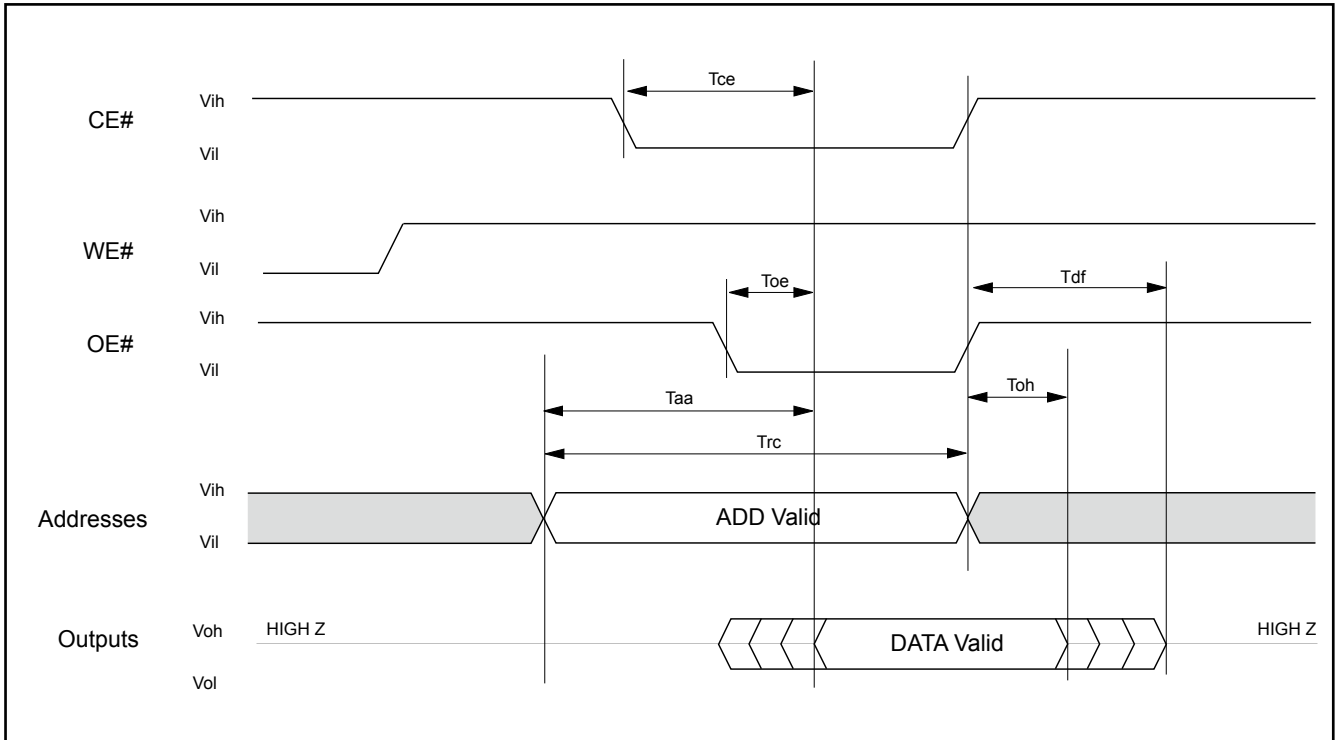 Tce
CE#
Vih
Vil
WE#
Vih
Vil
Toe
Tdf
OE#
Vih
Vil
Toh
Taa
Trc
Addresses
Vih
Vil
ADD Valid
Outputs
Voh
Vol
HIGH Z
DATA Valid
HIGH Z